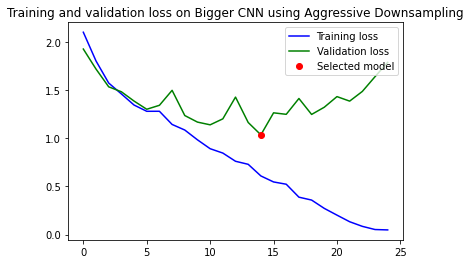 Training and validation loss on Bigger CNN using Aggressive Downsampling
Training loss
Validation loss
Selected model
2.0
1.5
1.0
0.5
0.0
0
5
10
15
20
25